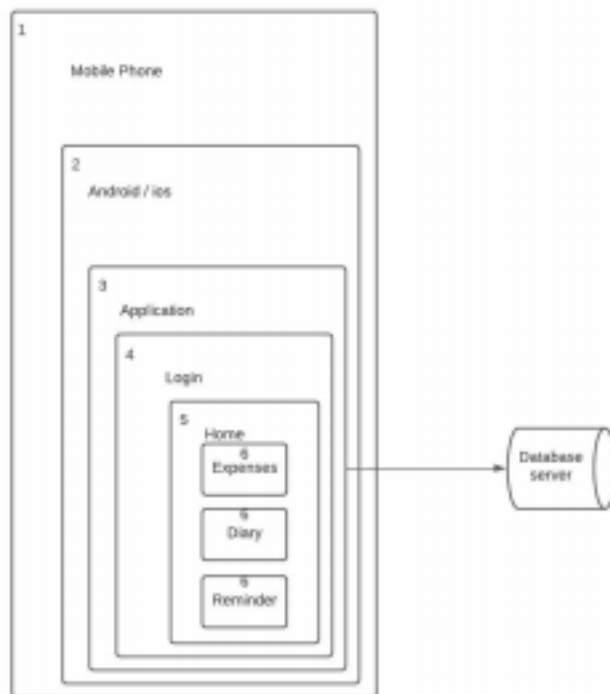 1
Mobile Phone
2
Android / ios
3
Application
4
Login
5
Home
6
Expenses
6
Diary
6
Reminder
Database
server